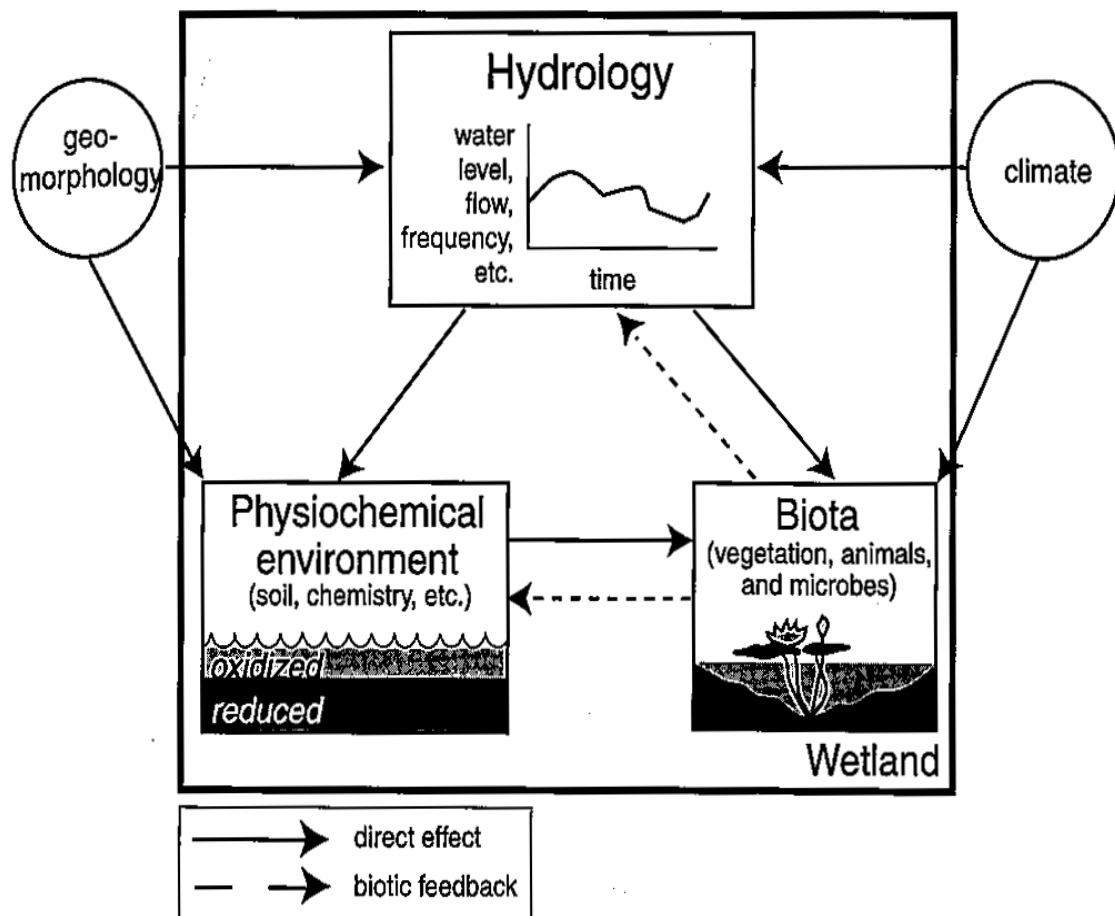 Hydrology
water
level,
flow,
frequency,
etc.
time
geo-
morphology
climate
Physiochemical
environment
(soil, chemistry, etc.)
oxidized
reduced
Biota
(vegetation, animals,
and microbes)
Wetland
direct effect
biotic feedback